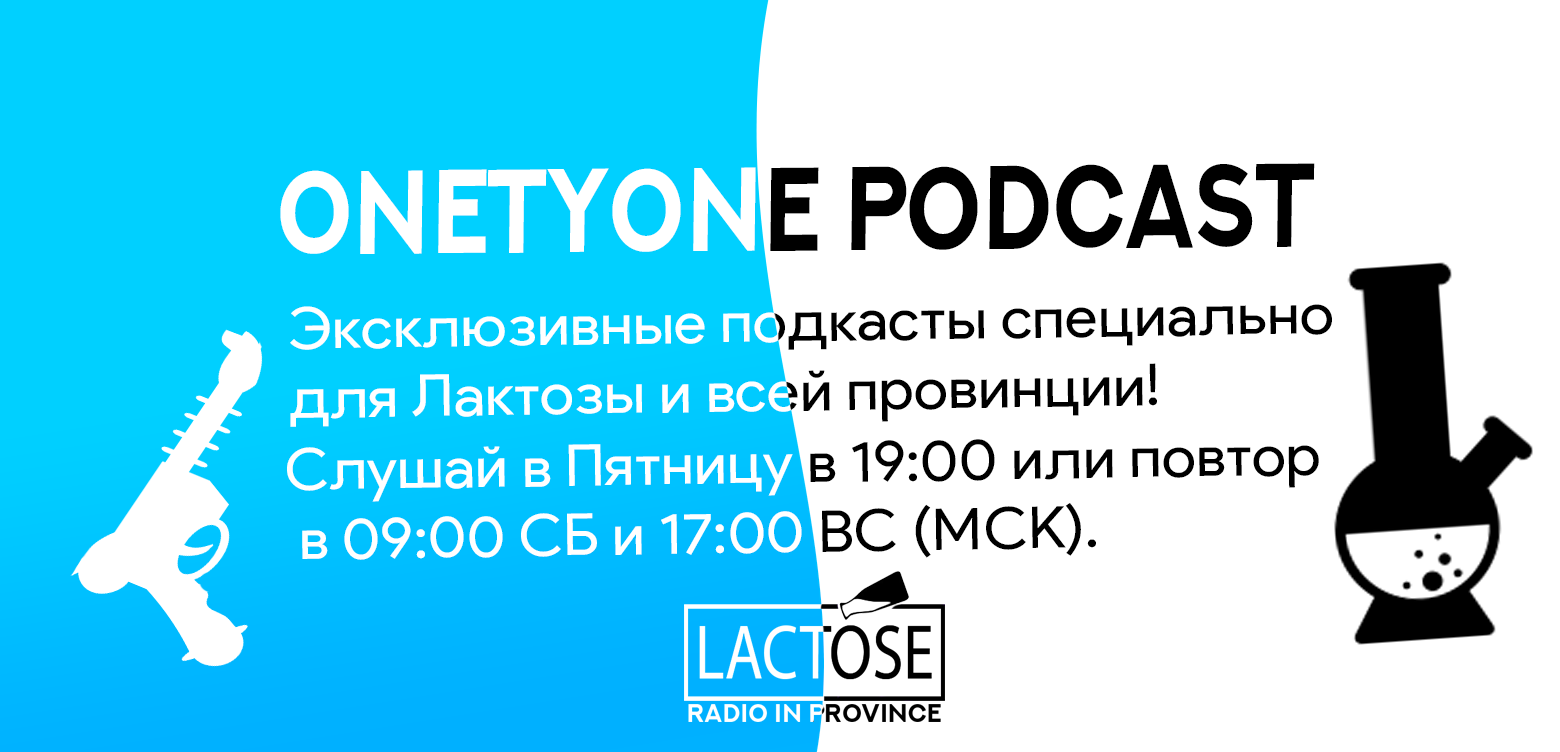 ONETYONE PODCAST
Эксклюзивные подкасты специально
для Лактозы и всей провинции!
Слушай в Пятницу в 19:00 или повтор
в 09:00 СБ и 17:00 ВС (МСК).
LACTOSE
RADIO IN PROVINCE